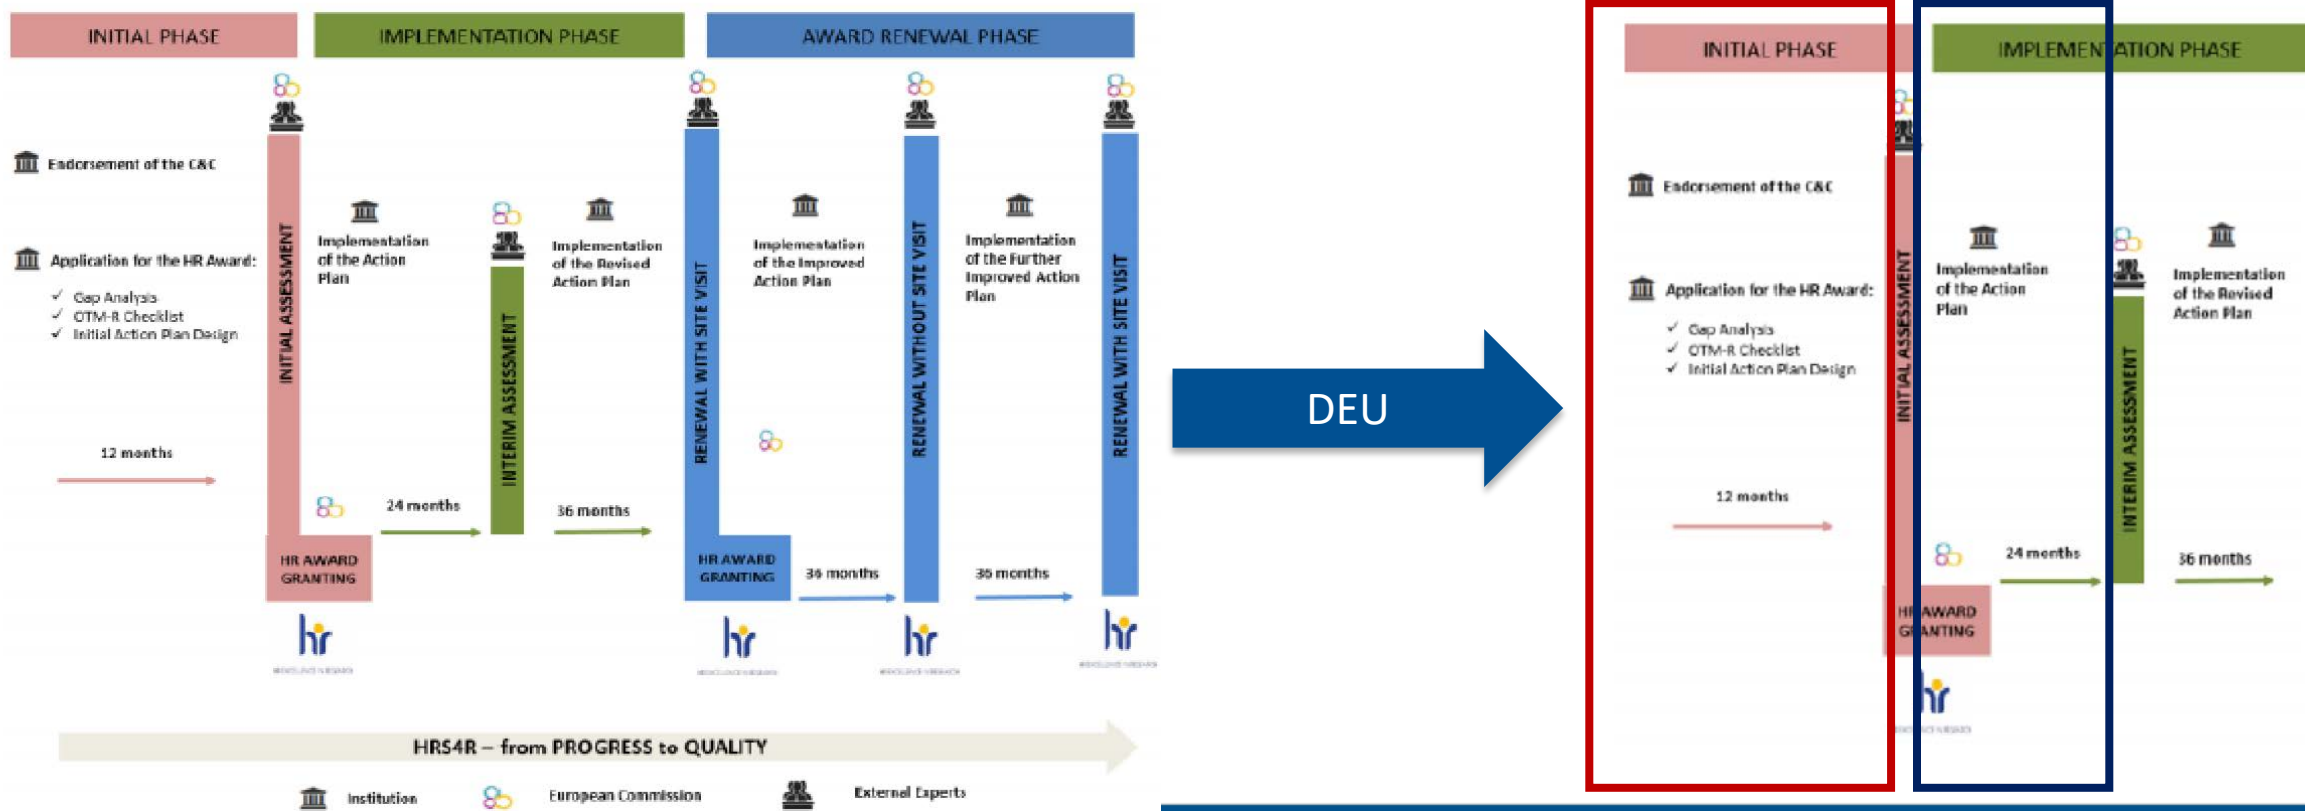 INITIAL PHASE
IMPLEMENTATION PHASE
AWARD RENEWAL PHASE
Endorsement of the C&C
Application for the HR Award:
✓ Gap Analysis
✓ OTM-R Checklist
✓ Initial Action Plan Design
12 months
INITIAL ASSESSMENT
HR AWARD
GRANTING
hr
Implementation
of the Action
Plan
24 months
INTERIM ASSESSMENT
Implementation
of the Revised
Action Plan
36 months
RENEWAL WITH SITE VISIT
HR AWARD
GRANTING
hr
Implementation
of the Improved
Action Plan
36 months
RENEWAL WITHOUT SITE VISIT
hr
Implementation
of the Further
Improved Action
Plan
36 months
RENEWAL WITH SITE VISIT
hr
HRS4R – from PROGRESS to QUALITY
Institution
European Commission
External Experts
DEU
INITIAL PHASE
IMPLEMENTATION PHASE
Endorsement of the C&C
Application for the HR Award:
✓ Gap Analysis
✓ OTM-R Checklist
✓ Initial Action Plan Design
12 months
INITIAL ASSESSMENT
HR AWARD
GRANTING
hr
Implementation
of the Action
Plan
24 months
INTERIM ASSESSMENT
Implementation
of the Revised
Action Plan
36 months